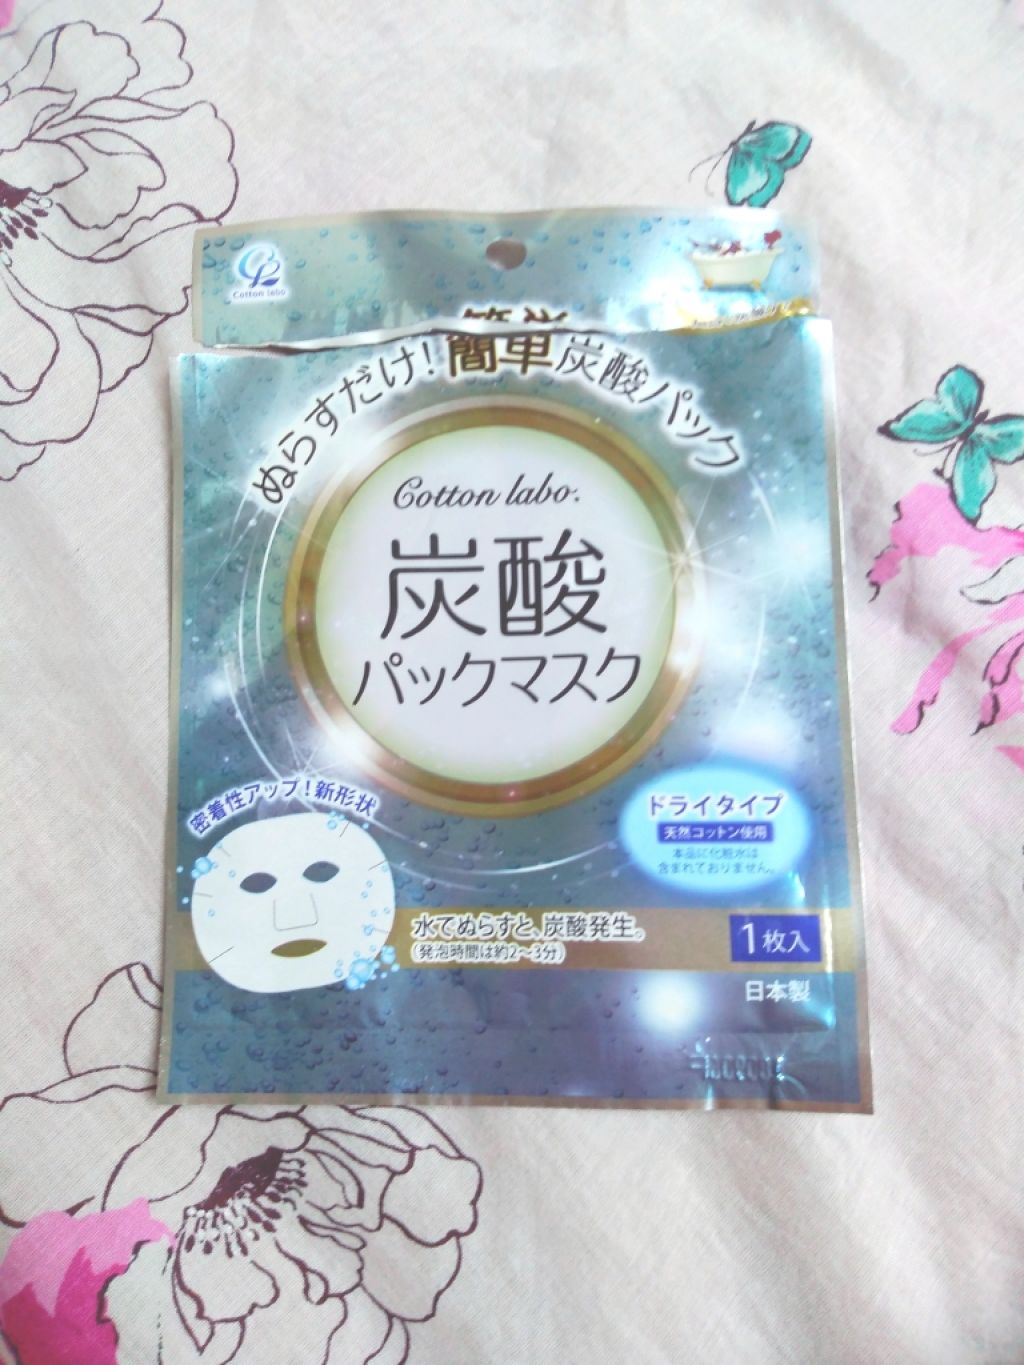 Cotton labo
ぬらすだけ!簡単炭酸パック
Cotton labo.
炭酸
パックマスク
密着性アップ!新形状
ドライタイプ
天然コットン使用
本品に化粧水は
含まれておりません。
水でぬらすと、炭酸発生。
(発泡時間は約2~3分)
1枚入
日本製